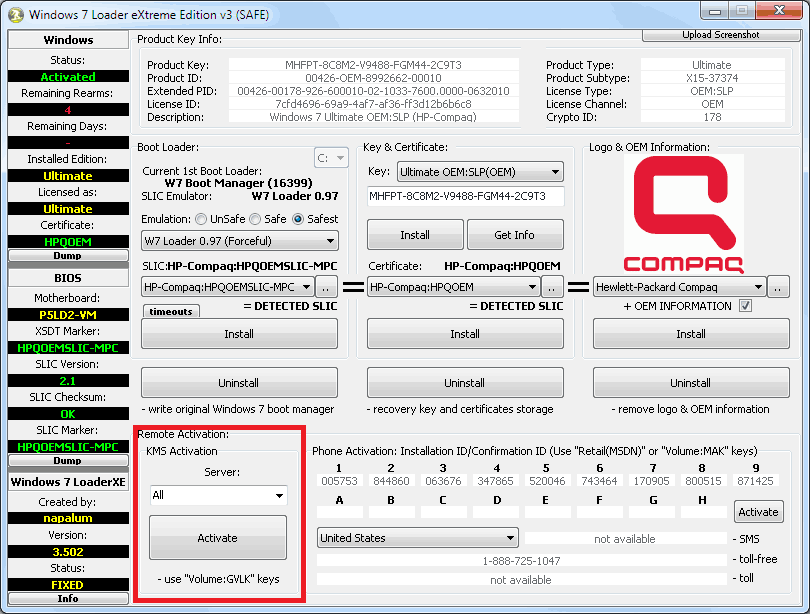 Windows 7 Loader eXtreme Edition v3 (SAFE)
Windows
Status:
Activated
Remaining Rearms:
4
Remaining Days:
-
Installed Edition:
Ultimate
Licensed as:
Ultimate
Certificate:
HPQOEM
Dump
BIOS
Motherboard:
P5LD2-VM
XSDT Marker:
HPQOEMSLIC-MPC
SLIC Version:
2.1
SLIC Checksum:
OK
SLIC Marker:
HPQOEMSLIC-MPC
Dump
Windows 7 LoaderXE
Created by:
napalum
Version:
3.502
Status:
FIXED
Info
Product Key Info:
Upload Screenshot
Product Key: MHFPT-8C8M2-V9488-FGM44-2C9T3
Product ID: 00426-OEM-8992662-00010
Extended PID: 00426-00178-926-600010-02-1033-7600.0000-0632010
License ID: 7cfd4696-69a9-4af7-af36-ff3d12b6b6c8
Description: Windows 7 Ultimate OEM:SLP (HP-Compaq)
Product Type: Ultimate
Product Subtype: X15-37374
License Type: OEM:SLP
License Channel: OEM
Crypto ID: 178
Boot Loader:
C:
Current 1st Boot Loader:
W7 Boot Manager (16399)
SLIC Emulator: W7 Loader 0.97
Emulation: UnSafe Safe Safest
W7 Loader 0.97 (Forceful)
SLIC:HP-Compaq:HPQOEMSLIC-MPC
HP-Compaq:HPQOEMSLIC-MPC ..
= DETECTED SLIC
timeouts
Install
Uninstall
- write original Windows 7 boot manager
Key & Certificate:
Key: Ultimate OEM:SLP(OEM)
MHFPT-8C8M2-V9488-FGM44-2C9T3
Install Get Info
Certificate: HP-Compaq:HPQOEM
HP-Compaq:HPQOEM ..
= DETECTED SLIC
Install
Uninstall
- recovery key and certificates storage
Logo & OEM Information:
COMPAQ
Hewlett-Packard Compaq ..
+ OEM INFORMATION
Install
Uninstall
- remove logo & OEM information
Remote Activation:
KMS Activation
Server:
All
Activate
- use "Volume:GVLK" keys
Phone Activation: Installation ID/Confirmation ID (Use "Retail(MSDN)" or "Volume:MAK" keys)
1 2 3 4 5 6 7 8 9
005753 844860 063676 347865 520046 743464 170905 800515 871425
A B C D E F G H
Activate
United States not available - SMS
1-888-725-1047 - toll-free
not available - toll